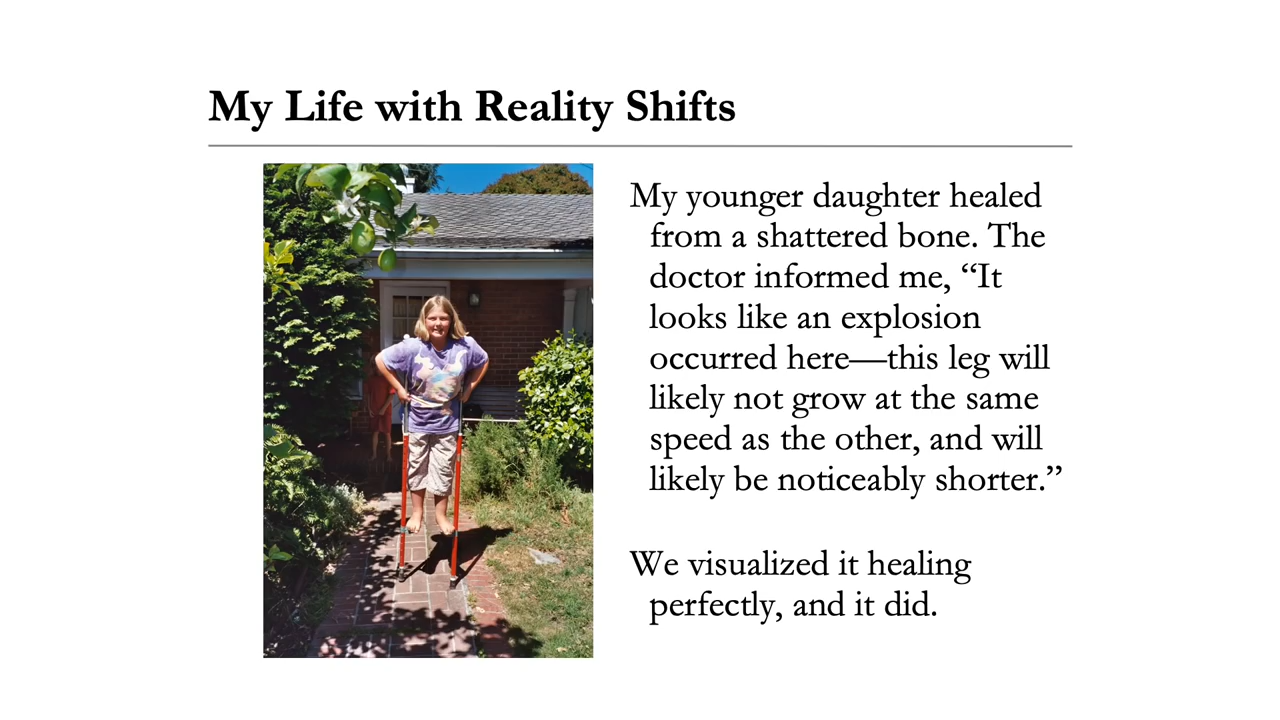 My Life with Reality Shifts
My younger daughter healed
from a shattered bone. The
doctor informed me, “It
looks like an explosion
occurred here—this leg will
likely not grow at the same
speed as the other, and will
likely be noticeably shorter.”
We visualized it healing
perfectly, and it did.